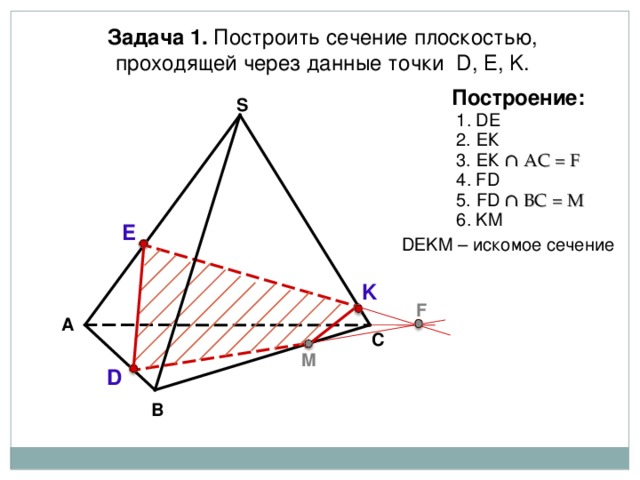 Задача 1. Построить сечение плоскостью,
проходящей через данные точки D, E, K.
Построение:
1. DE
2. EK
3. EK ∩ AC = F
4. FD
5. FD ∩ BC = M
6. KM
DEKM – искомое сечение
S
E
K
F
A
C
M
D
B